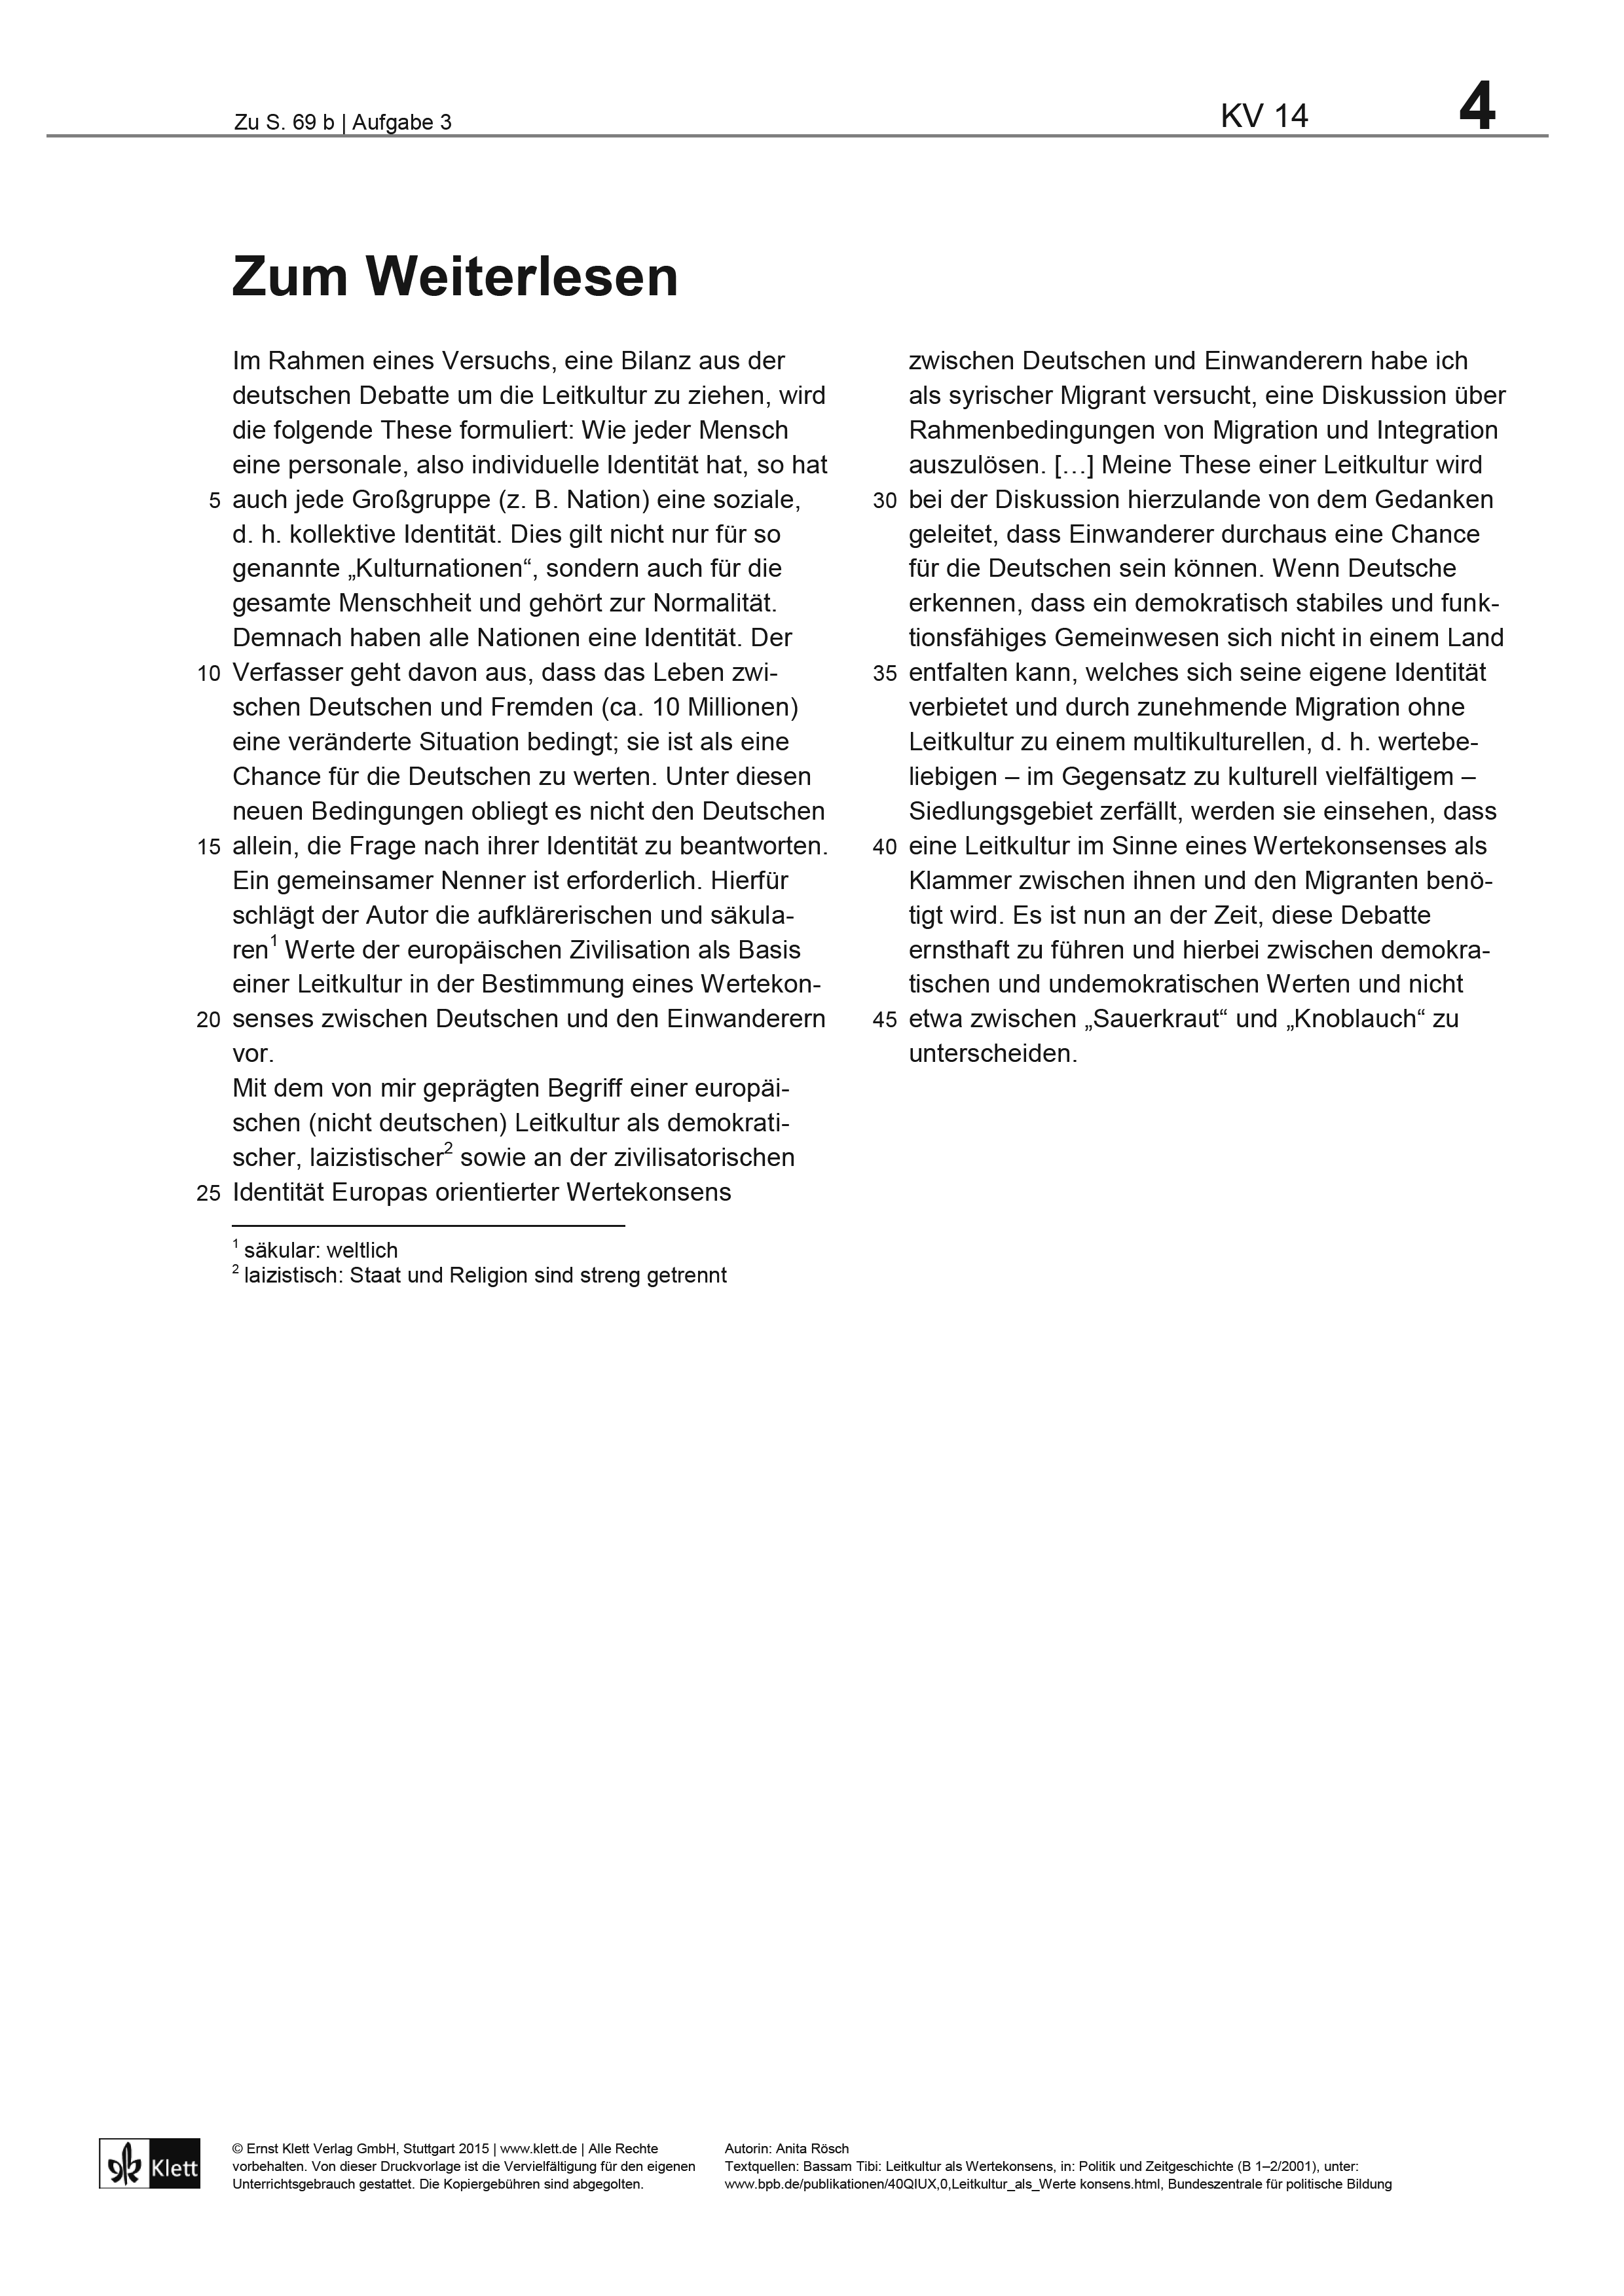 Zu S. 69 b | Aufgabe 3
KV 14
4
Zum Weiterlesen
Im Rahmen eines Versuchs, eine Bilanz aus der
deutschen Debatte um die Leitkultur zu ziehen, wird
die folgende These formuliert: Wie jeder Mensch
eine personale, also individuelle Identität hat, so hat
5 auch jede Großgruppe (z. B. Nation) eine soziale,
d. h. kollektive Identität. Dies gilt nicht nur für so
genannte „Kulturnationen“, sondern auch für die
gesamte Menschheit und gehört zur Normalität.
Demnach haben alle Nationen eine Identität. Der
10 Verfasser geht davon aus, dass das Leben zwi-
schen Deutschen und Fremden (ca. 10 Millionen)
eine veränderte Situation bedingt; sie ist als eine
Chance für die Deutschen zu werten. Unter diesen
neuen Bedingungen obliegt es nicht den Deutschen
15 allein, die Frage nach ihrer Identität zu beantworten.
Ein gemeinsamer Nenner ist erforderlich. Hierfür
schlägt der Autor die aufklärerischen und säkula-
ren1 Werte der europäischen Zivilisation als Basis
einer Leitkultur in der Bestimmung eines Wertekon-
20 senses zwischen Deutschen und den Einwanderern
vor.
Mit dem von mir geprägten Begriff einer europäi-
schen (nicht deutschen) Leitkultur als demokrati-
scher, laizistischer2 sowie an der zivilisatorischen
25 Identität Europas orientierter Wertekonsens
zwischen Deutschen und Einwanderern habe ich
als syrischer Migrant versucht, eine Diskussion über
Rahmenbedingungen von Migration und Integration
auszulösen. […] Meine These einer Leitkultur wird
30 bei der Diskussion hierzulande von dem Gedanken
geleitet, dass Einwanderer durchaus eine Chance
für die Deutschen sein können. Wenn Deutsche
erkennen, dass ein demokratisch stabiles und funk-
tionsfähiges Gemeinwesen sich nicht in einem Land
35 entfalten kann, welches sich seine eigene Identität
verbietet und durch zunehmende Migration ohne
Leitkultur zu einem multikulturellen, d. h. wertebe-
liebigen – im Gegensatz zu kulturell vielfältigem –
Siedlungsgebiet zerfällt, werden sie einsehen, dass
40 eine Leitkultur im Sinne eines Wertekonsenses als
Klammer zwischen ihnen und den Migranten benö-
tigt wird. Es ist nun an der Zeit, diese Debatte
ernsthaft zu führen und hierbei zwischen demokra-
tischen und undemokratischen Werten und nicht
45 etwa zwischen „Sauerkraut“ und „Knoblauch“ zu
unterscheiden.
1 säkular: weltlich
2 laizistisch: Staat und Religion sind streng getrennt
Klett
© Ernst Klett Verlag GmbH, Stuttgart 2015 | www.klett.de | Alle Rechte
vorbehalten. Von dieser Druckvorlage ist die Vervielfältigung für den eigenen
Unterrichtsgebrauch gestattet. Die Kopiergebühren sind abgegolten.
Autorin: Anita Rösch
Textquellen: Bassam Tibi: Leitkultur als Wertekonsens, in: Politik und Zeitgeschichte (B 1–2/2001), unter:
www.bpb.de/publikationen/40QIUX,0,Leitkultur_als_Werte konsens.html, Bundeszentrale für politische Bildung